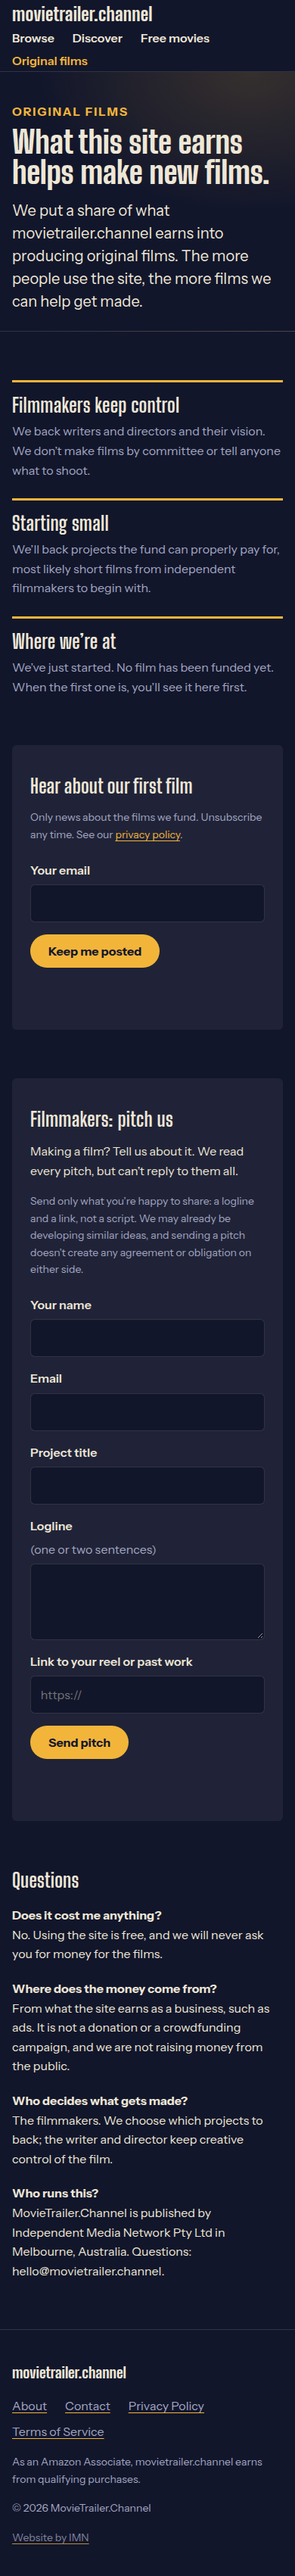 movietrailer.channel
Browse Discover Free movies
Original films
ORIGINAL FILMS
What this site earns
helps make new films.
We put a share of what
movietrailer.channel earns into
producing original films. The more
people use the site, the more films we
can help get made.
Filmmakers keep control
We back writers and directors and their vision.
We don't make films by committee or tell anyone
what to shoot.
Starting small
We'll back projects the fund can properly pay for,
most likely short films from independent
filmmakers to begin with.
Where we're at
We've just started. No film has been funded yet.
When the first one is, you'll see it here first.
Hear about our first film
Only news about the films we fund. Unsubscribe
any time. See our privacy policy.
Your email
Keep me posted
Filmmakers: pitch us
Making a film? Tell us about it. We read
every pitch, but can't reply to them all.
Send only what you're happy to share: a logline
and a link, not a script. We may already be
developing similar ideas, and sending a pitch
doesn't create any agreement or obligation on
either side.
Your name
Email
Project title
Logline
(one or two sentences)
Link to your reel or past work
https://
Send pitch
Questions
Does it cost me anything?
No. Using the site is free, and we will never ask
you for money for the films.
Where does the money come from?
From what the site earns as a business, such as
ads. It is not a donation or a crowdfunding
campaign, and we are not raising money from
the public.
Who decides what gets made?
The filmmakers. We choose which projects to
back; the writer and director keep creative
control of the film.
Who runs this?
MovieTrailer.Channel is published by
Independent Media Network Pty Ltd in
Melbourne, Australia. Questions:
hello@movietrailer.channel.
movietrailer.channel
About Contact Privacy Policy
Terms of Service
As an Amazon Associate, movietrailer.channel earns
from qualifying purchases.
© 2026 MovieTrailer.Channel
Website by IMN